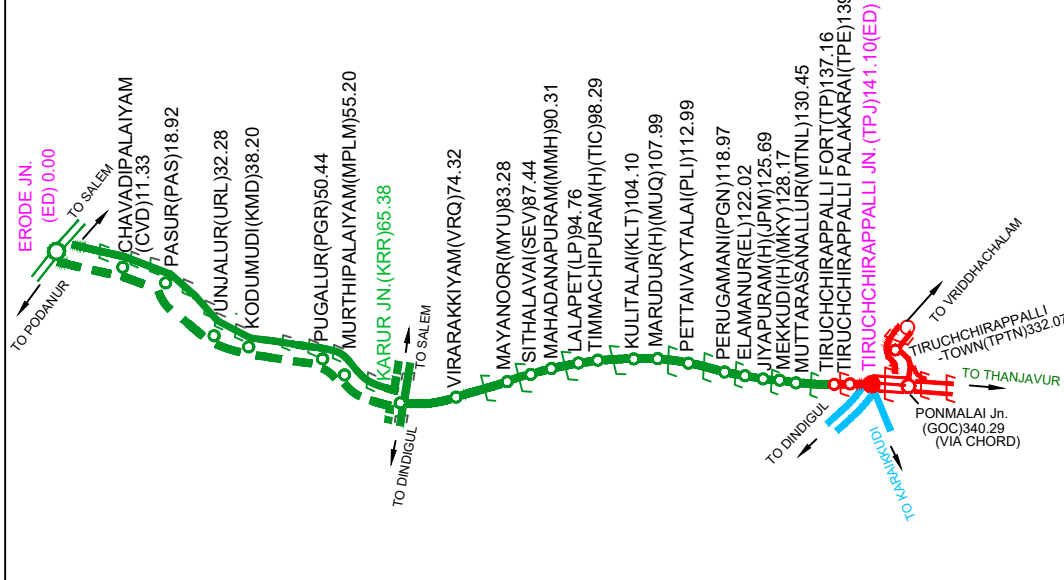 ERODE JN.
(ED) 0.00
TO SALEM
TO PODANUR
CHAVADIPALAIYAM
(CVD)11.33
PASUR(PAS)18.92
UNJALUR(URL)32.28
KODUMUDI(KMD)38.20
PUGALUR(PGR)50.44
MURTHIPALAIYAM(MPLM)55.20
KARUR JN.(KRR)65.38
TO SALEM
TO DINDIGUL
VIRARAKKIYAM(VRQ)74.32
MAYANOOR(MYU)83.28
SITHALAVAI(SEV)87.44
MAHADANAPURAM(MMH)90.31
LALAPET(LP)94.76
TIMMACHIPURAM(H)(TIC)98.29
KULITALAI(KLT)104.10
MARUDUR(H)(MUQ)107.99
PETTAIVAYTALAI(PLI)112.99
PERUGAMANI(PGN)118.97
ELAMANUR(EL)122.02
JIYAPURAM(H)(JPM)125.69
MEKKUDI(H)(MKY)128.17
MUTTARASANALLUR(MTNL)130.45
TIRUCHCHIRAPPALLI FORT(TP)137.16
TIRUCHCHIRAPPALLI PALAKARAI(TPE)139
TIRUCHCHIRAPPALLI JN. (TPJ)141.10(ED)
TO VRIDDHACHALAM
TIRUCHCHIRAPPALLI
-TOWN(TPTN)332.07
TO THANJAVUR
PONMALAI Jn.
(GOC)340.29
(VIA CHORD)
TO DINDIGUL
TO KARAIKKUDI